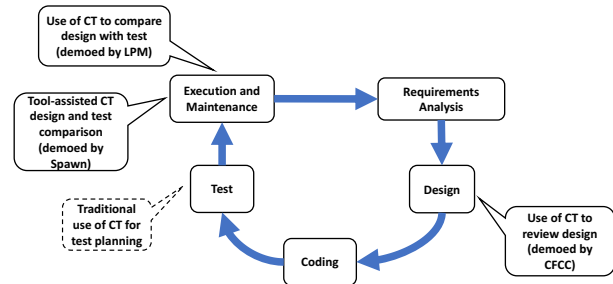 Use of CT to compare
design with test
(demoed by LPM)
Execution and
Maintenance
Requirements
Analysis
Tool-assisted CT
design and test
comparison
(demoed by
Spawn)
Test
Design
Traditional
use of CT for
test planning
Use of CT to
review design
(demoed by
CFCC)
Coding